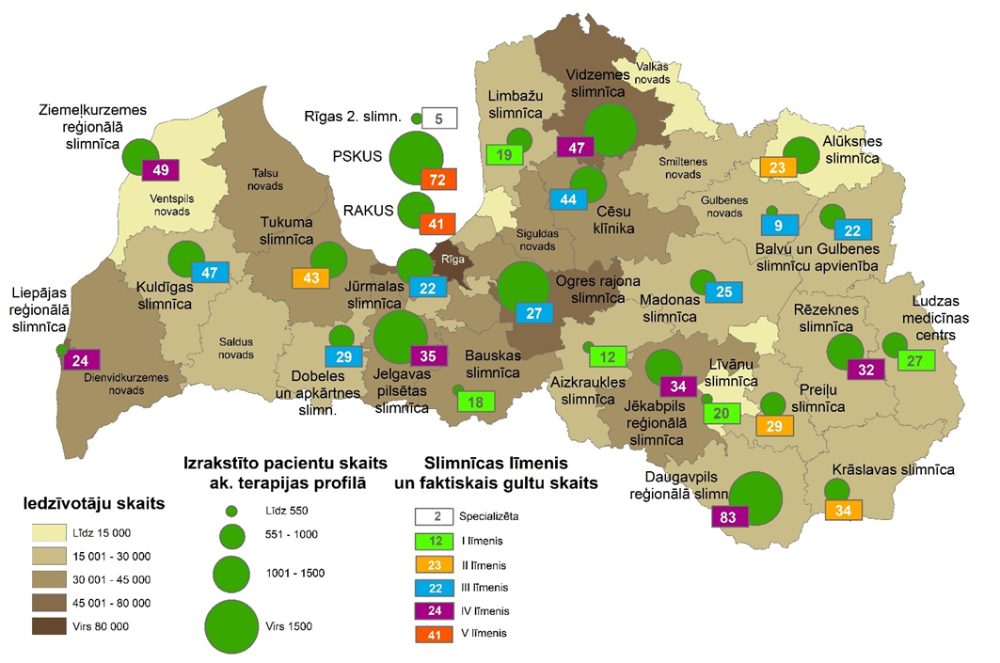 Ziemeļkurzemes
reģionālā
slimnīca
49
Ventspils
novads
Talsu
novads
Tukuma
slimnīca
43
Kuldīgas
slimnīca
47
Liepājas
reģionālā
slimnīca
24
Dienvidkurzemes
novads
Saldus
novads
Rīgas 2. slimn.
5
PSKUS
72
RAKUS
41
Rīga
Jūrmalas
slimnīca
22
29
Dobeles
un apkārtnes
slimn.
35
Jelgavas
pilsētas
slimnīca
Bauskas
slimnīca
18
Limbažu
slimnīca
19
Vidzemes
slimnīca
47
Valkas
novads
Smiltenes
novads
44
Cēsu
klīnika
Siguldas
novads
Ogres rajona
slimnīca
27
Alūksnes
slimnīca
23
Gulbenes
novads
9
22
Balvu un Gulbenes
slimnīcu apvienība
Madonas
slimnīca
25
Rēzeknes
slimnīca
32
Ludzas
medicīnas
centrs
27
12
Aizkraukles
slimnīca
34
Jēkabpils
reģionālā
slimnīca
Līvānu
slimnīca
20
Preiļu
slimnīca
29
Daugavpils
reģionālā slimn.
83
Krāslavas slimnīca
34
Iedzīvotāju skaits
Līdz 15 000
15 001 - 30 000
30 001 - 45 000
45 001 - 80 000
Virs 80 000
Izrakstīto pacientu skaits
ak. terapijas profilā
Līdz 550
551 - 1000
1001 - 1500
Virs 1500
Slimnīcas līmenis
un faktiskais gultu skaits
2 Specializēta
12 I līmenis
23 II līmenis
22 III līmenis
24 IV līmenis
41 V līmenis